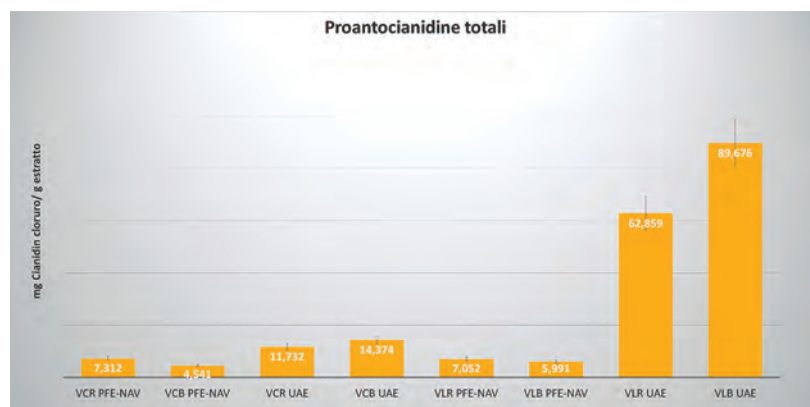 Proantocianidine totali
mg Cianidin cloruro/ g estratto
7,312
4,541
11,732
14,374
7,052
5,991
62,859
89,676
VCR PFE-NAV
VCB PFE-NAV
VCR UAE
VCB UAE
VLR PFE-NAV
VLB PFE-NAV
VLR UAE
VLB UAE